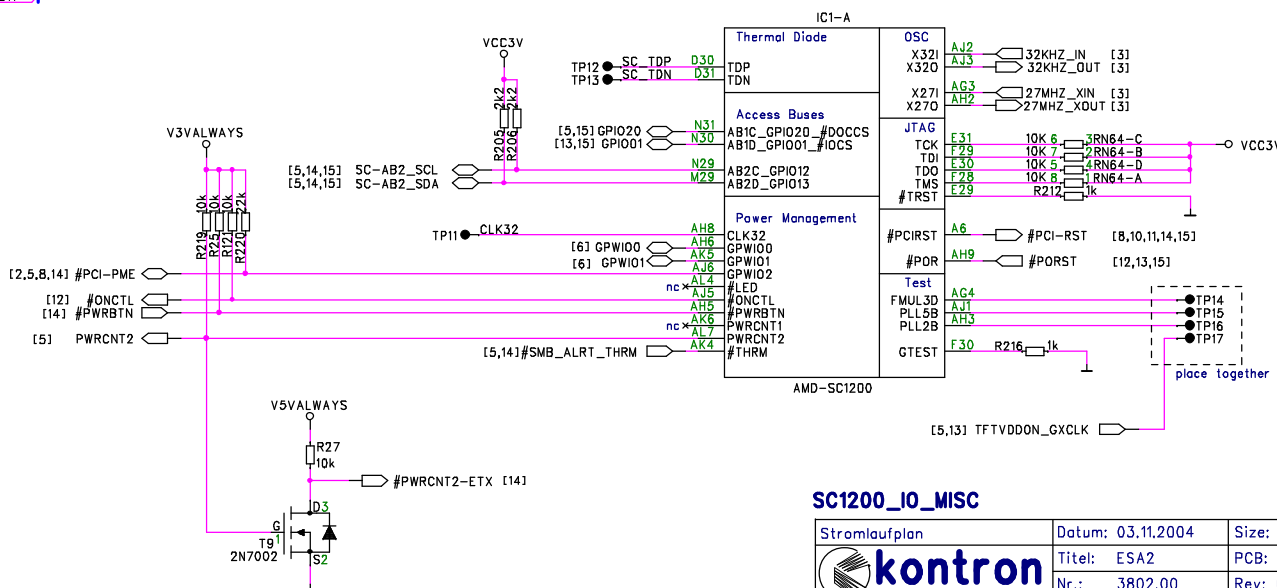 IC1-A
Thermal Diode
OSC
VCC3V
TP12 SC_TDP D30 TDP
TP13 SC_TDN D31 TDN
X32I AJ2 32KHZ_IN [3]
X32O AJ3 32KHZ_OUT [3]
X27I AG3 27MHZ_XIN [3]
X27O AH2 27MHZ_XOUT [3]
R205 2k2
R206 2k2
Access Buses
JTAG
[5,15] GPIO20 N31 AB1C_GPIO20_#DOCCS
[13,15] GPIO01 N30 AB1D_GPIO01_#IOCS
[5,14,15] SC-AB2_SCL N29 AB2C_GPIO12
[5,14,15] SC-AB2_SDA M29 AB2D_GPIO13
TCK E31 10K 6 3 RN64-C
TDI F29 10K 7 2 RN64-B
TDO E30 10K 5 4 RN64-D
TMS F28 10K 8 1 RN64-A
#TRST E29 R212 1k
VCC3V
V3VALWAYS
R219 10k
R25 10k
R121 10k
R220 22k
Power Management
TP11 CLK32 AH8 CLK32
[6] GPWIO0 AH6 GPWIO0
[6] GPWIO1 AK5 GPWIO1
[2,5,8,14] #PCI-PME AJ6 GPWIO2
nc AL4 #LED
[12] #ONCTL AJ5 #ONCTL
[14] #PWRBTN AH5 #PWRBTN
nc AK6 PWRCNT1
[5] PWRCNT2 AL7 PWRCNT2
[5,14] #SMB_ALRT_THRM AK4 #THRM
#PCIRST A6 #PCI-RST [8,10,11,14,15]
#POR AH9 #PORST [12,13,15]
Test
FMUL3D AG4 TP14
PLL5B AJ1 TP15
PLL2B AH3 TP16
TP17
GTEST F30 R216 1k
place together
AMD-SC1200
[5,13] TFTVDDON_GXCLK
V5VALWAYS
R27
10k
#PWRCNT2-ETX [14]
D 3
G
1
T9
2N7002
S 2
SC1200_IO_MISC
Stromlaufplan
Datum: 03.11.2004
Size:
kontron
Titel: ESA2
PCB:
Nr.: 3802.00
Rev: